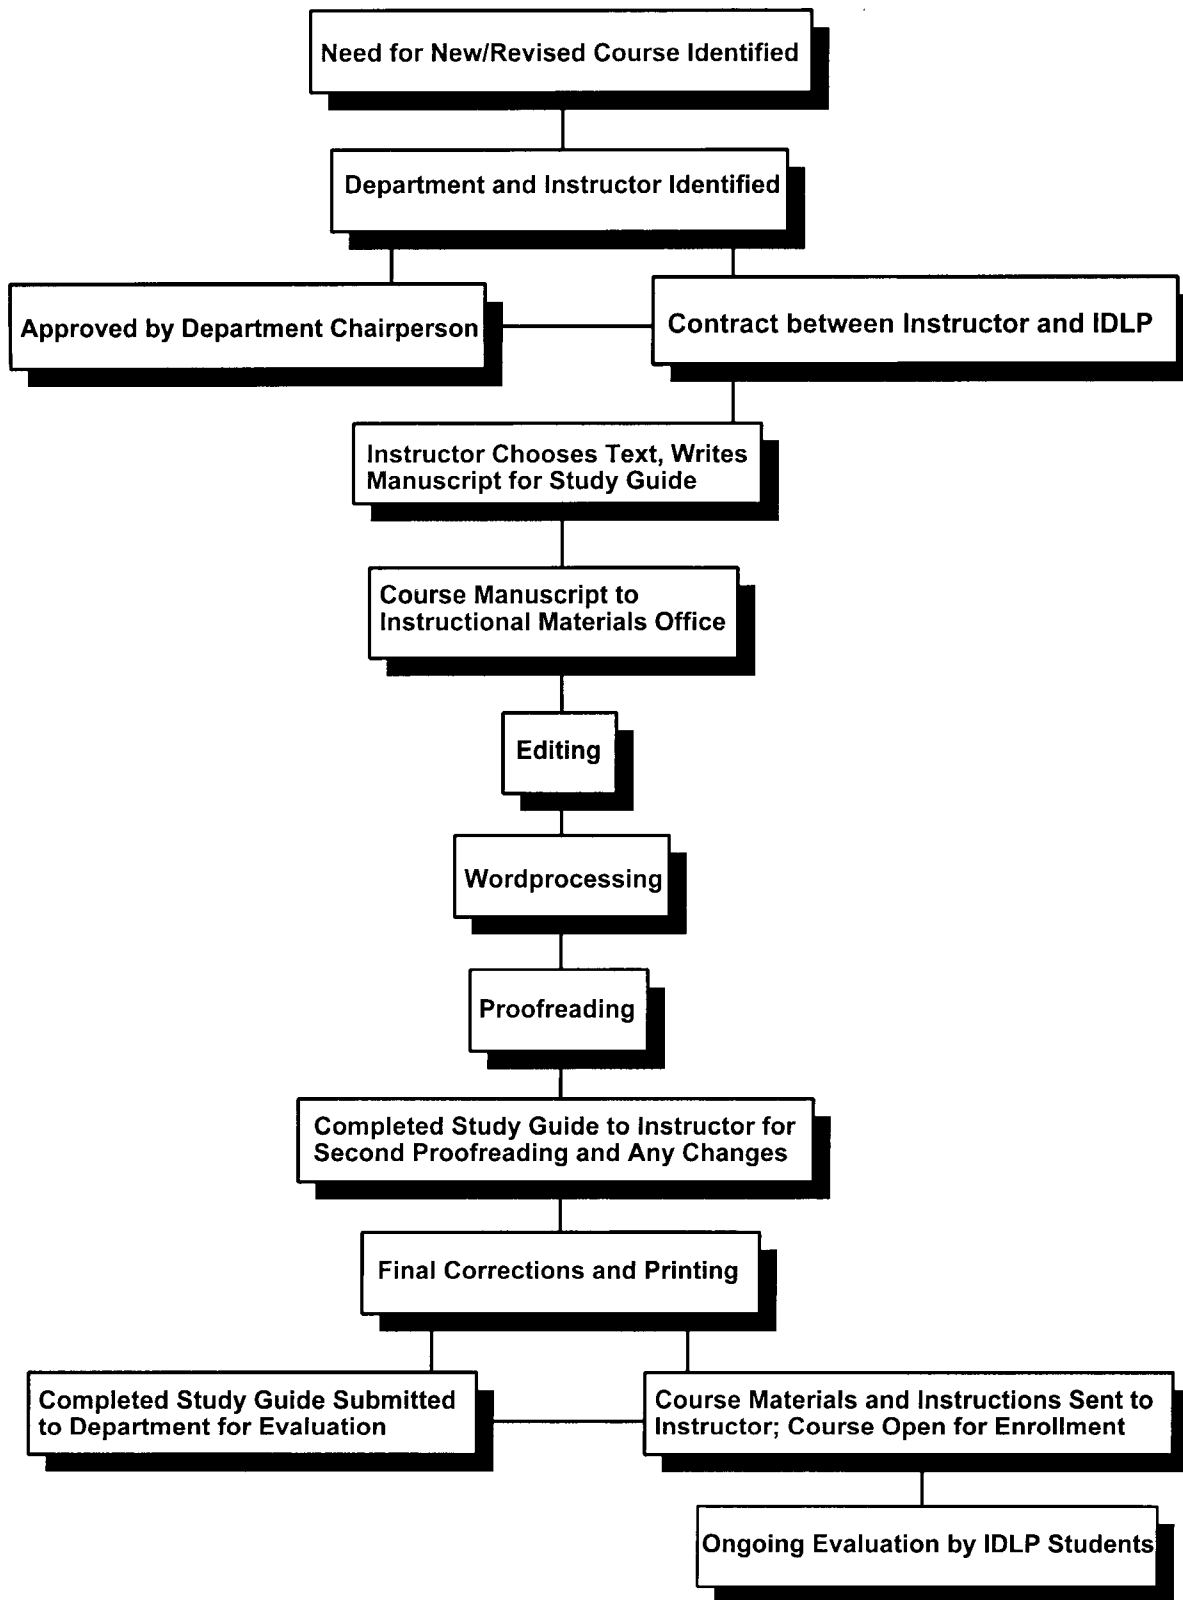 Need for New/Revised Course Identified
Department and Instructor Identified
Approved by Department Chairperson
Contract between Instructor and IDLP
Instructor Chooses Text, Writes
Manuscript for Study Guide
Course Manuscript to
Instructional Materials Office
Editing
Wordprocessing
Proofreading
Completed Study Guide to Instructor for
Second Proofreading and Any Changes
Final Corrections and Printing
Completed Study Guide Submitted
to Department for Evaluation
Course Materials and Instructions Sent to
Instructor; Course Open for Enrollment
Ongoing Evaluation by IDLP Students